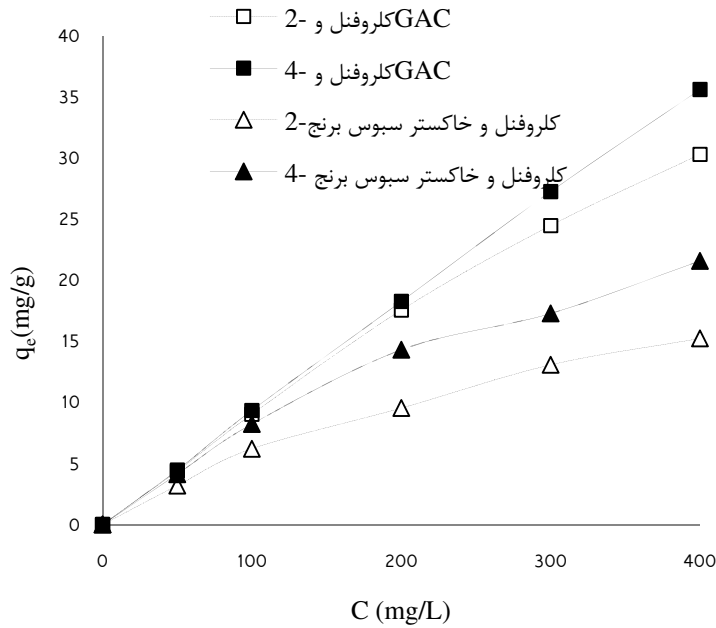 2- کلروفنل و GAC
4- کلروفنل و GAC
2-کلروفنل و خاکستر سبوس برنج
4- کلروفنل و خاکستر سبوس برنج
40
35
30
25
20
15
10
5
0
qe(mg/g)
0 100 200 300 400
C (mg/L)